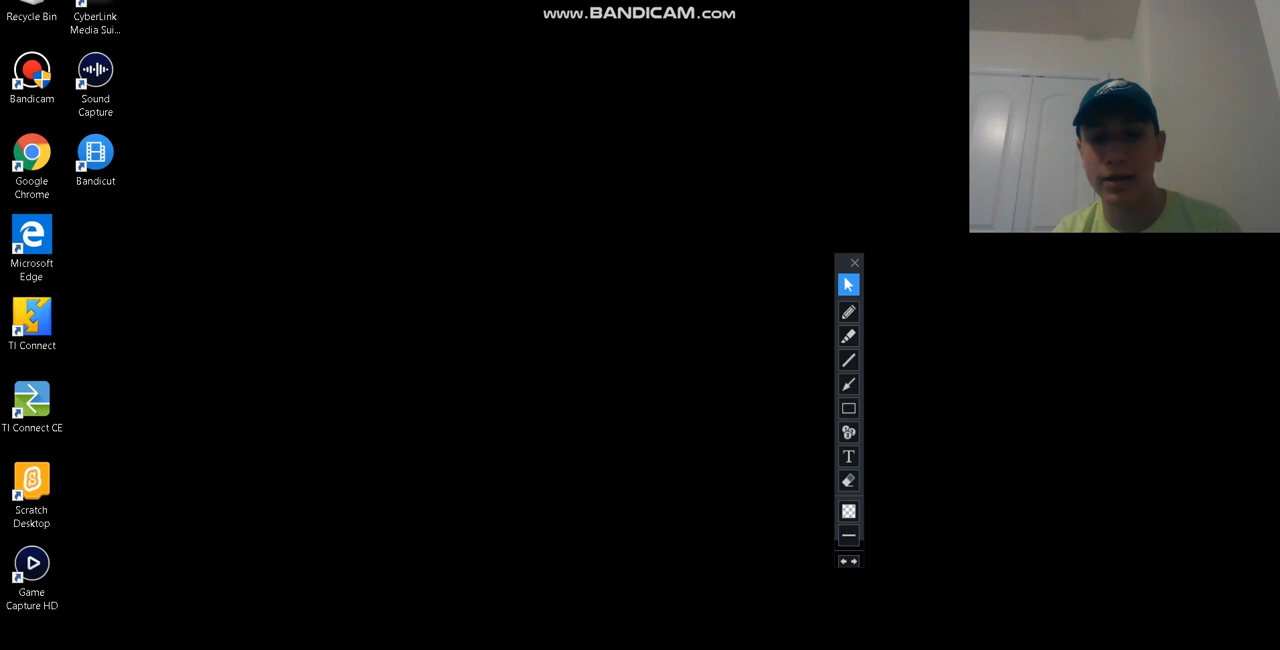 www.BANDICAM.com
Recycle Bin
CyberLink
Media Sui...
Bandicam
Sound
Capture
Google
Chrome
Bandicut
Microsoft
Edge
TI Connect
TI Connect CE
Scratch
Desktop
Game
Capture HD
T